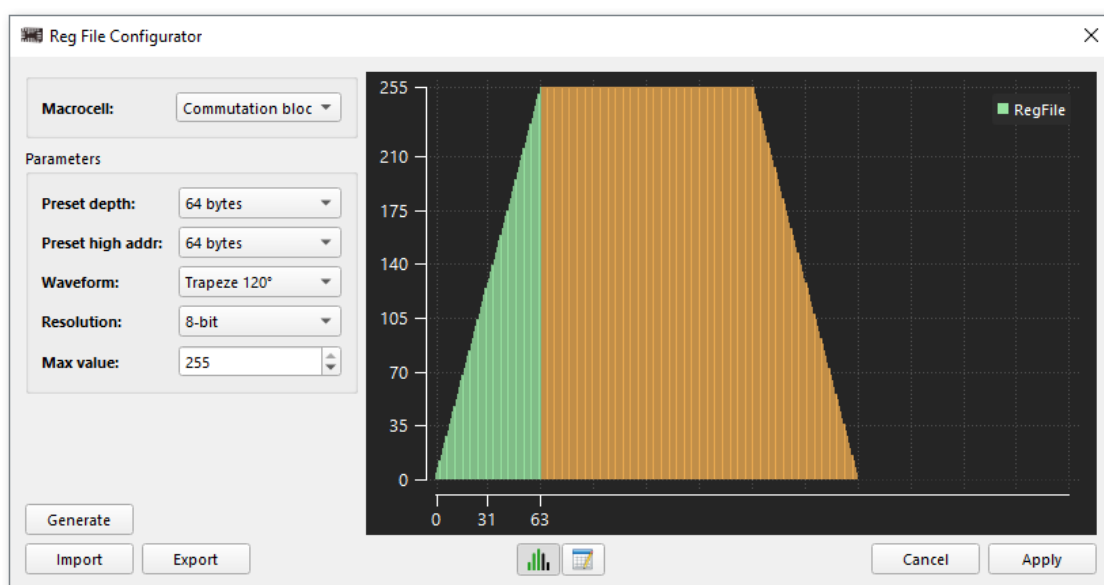 Reg File Configurator
Macrocell: Commutation bloc
Parameters
Preset depth: 64 bytes
Preset high addr: 64 bytes
Waveform: Trapeze 120°
Resolution: 8-bit
Max value: 255
Generate
Import Export
255
210
175
140
105
70
35
0
0 31 63
RegFile
Cancel Apply